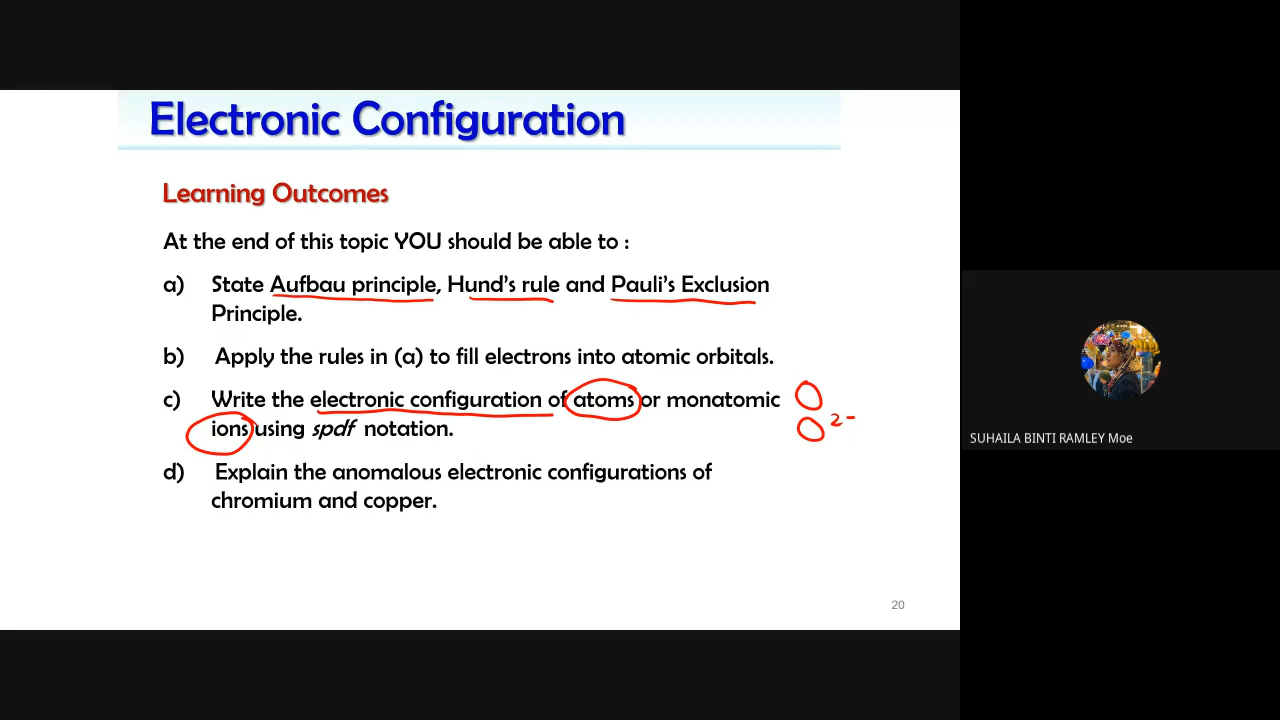 Electronic Configuration
Learning Outcomes
At the end of this topic YOU should be able to :
a) State Aufbau principle, Hund's rule and Pauli's Exclusion
Principle.
b) Apply the rules in (a) to fill electrons into atomic orbitals.
c) Write the electronic configuration of atoms or monatomic O
ions using spdf notation. O 2-
d) Explain the anomalous electronic configurations of
chromium and copper.
20
SUHAILA BINTI RAMLEY Moe